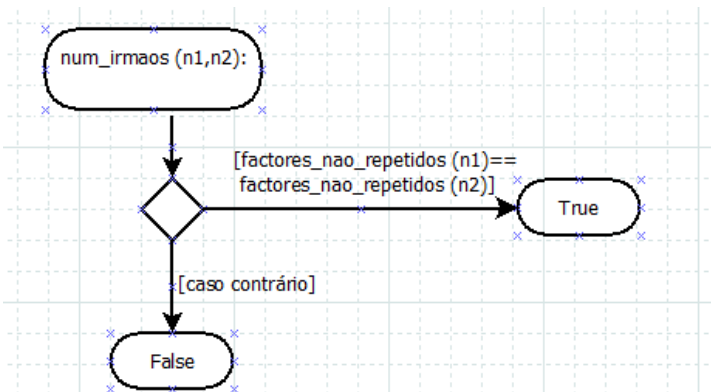 num_irmaos (n1,n2):
[factores_nao_repetidos (n1)==
factores_nao_repetidos (n2)]
True
[caso contrário]
False